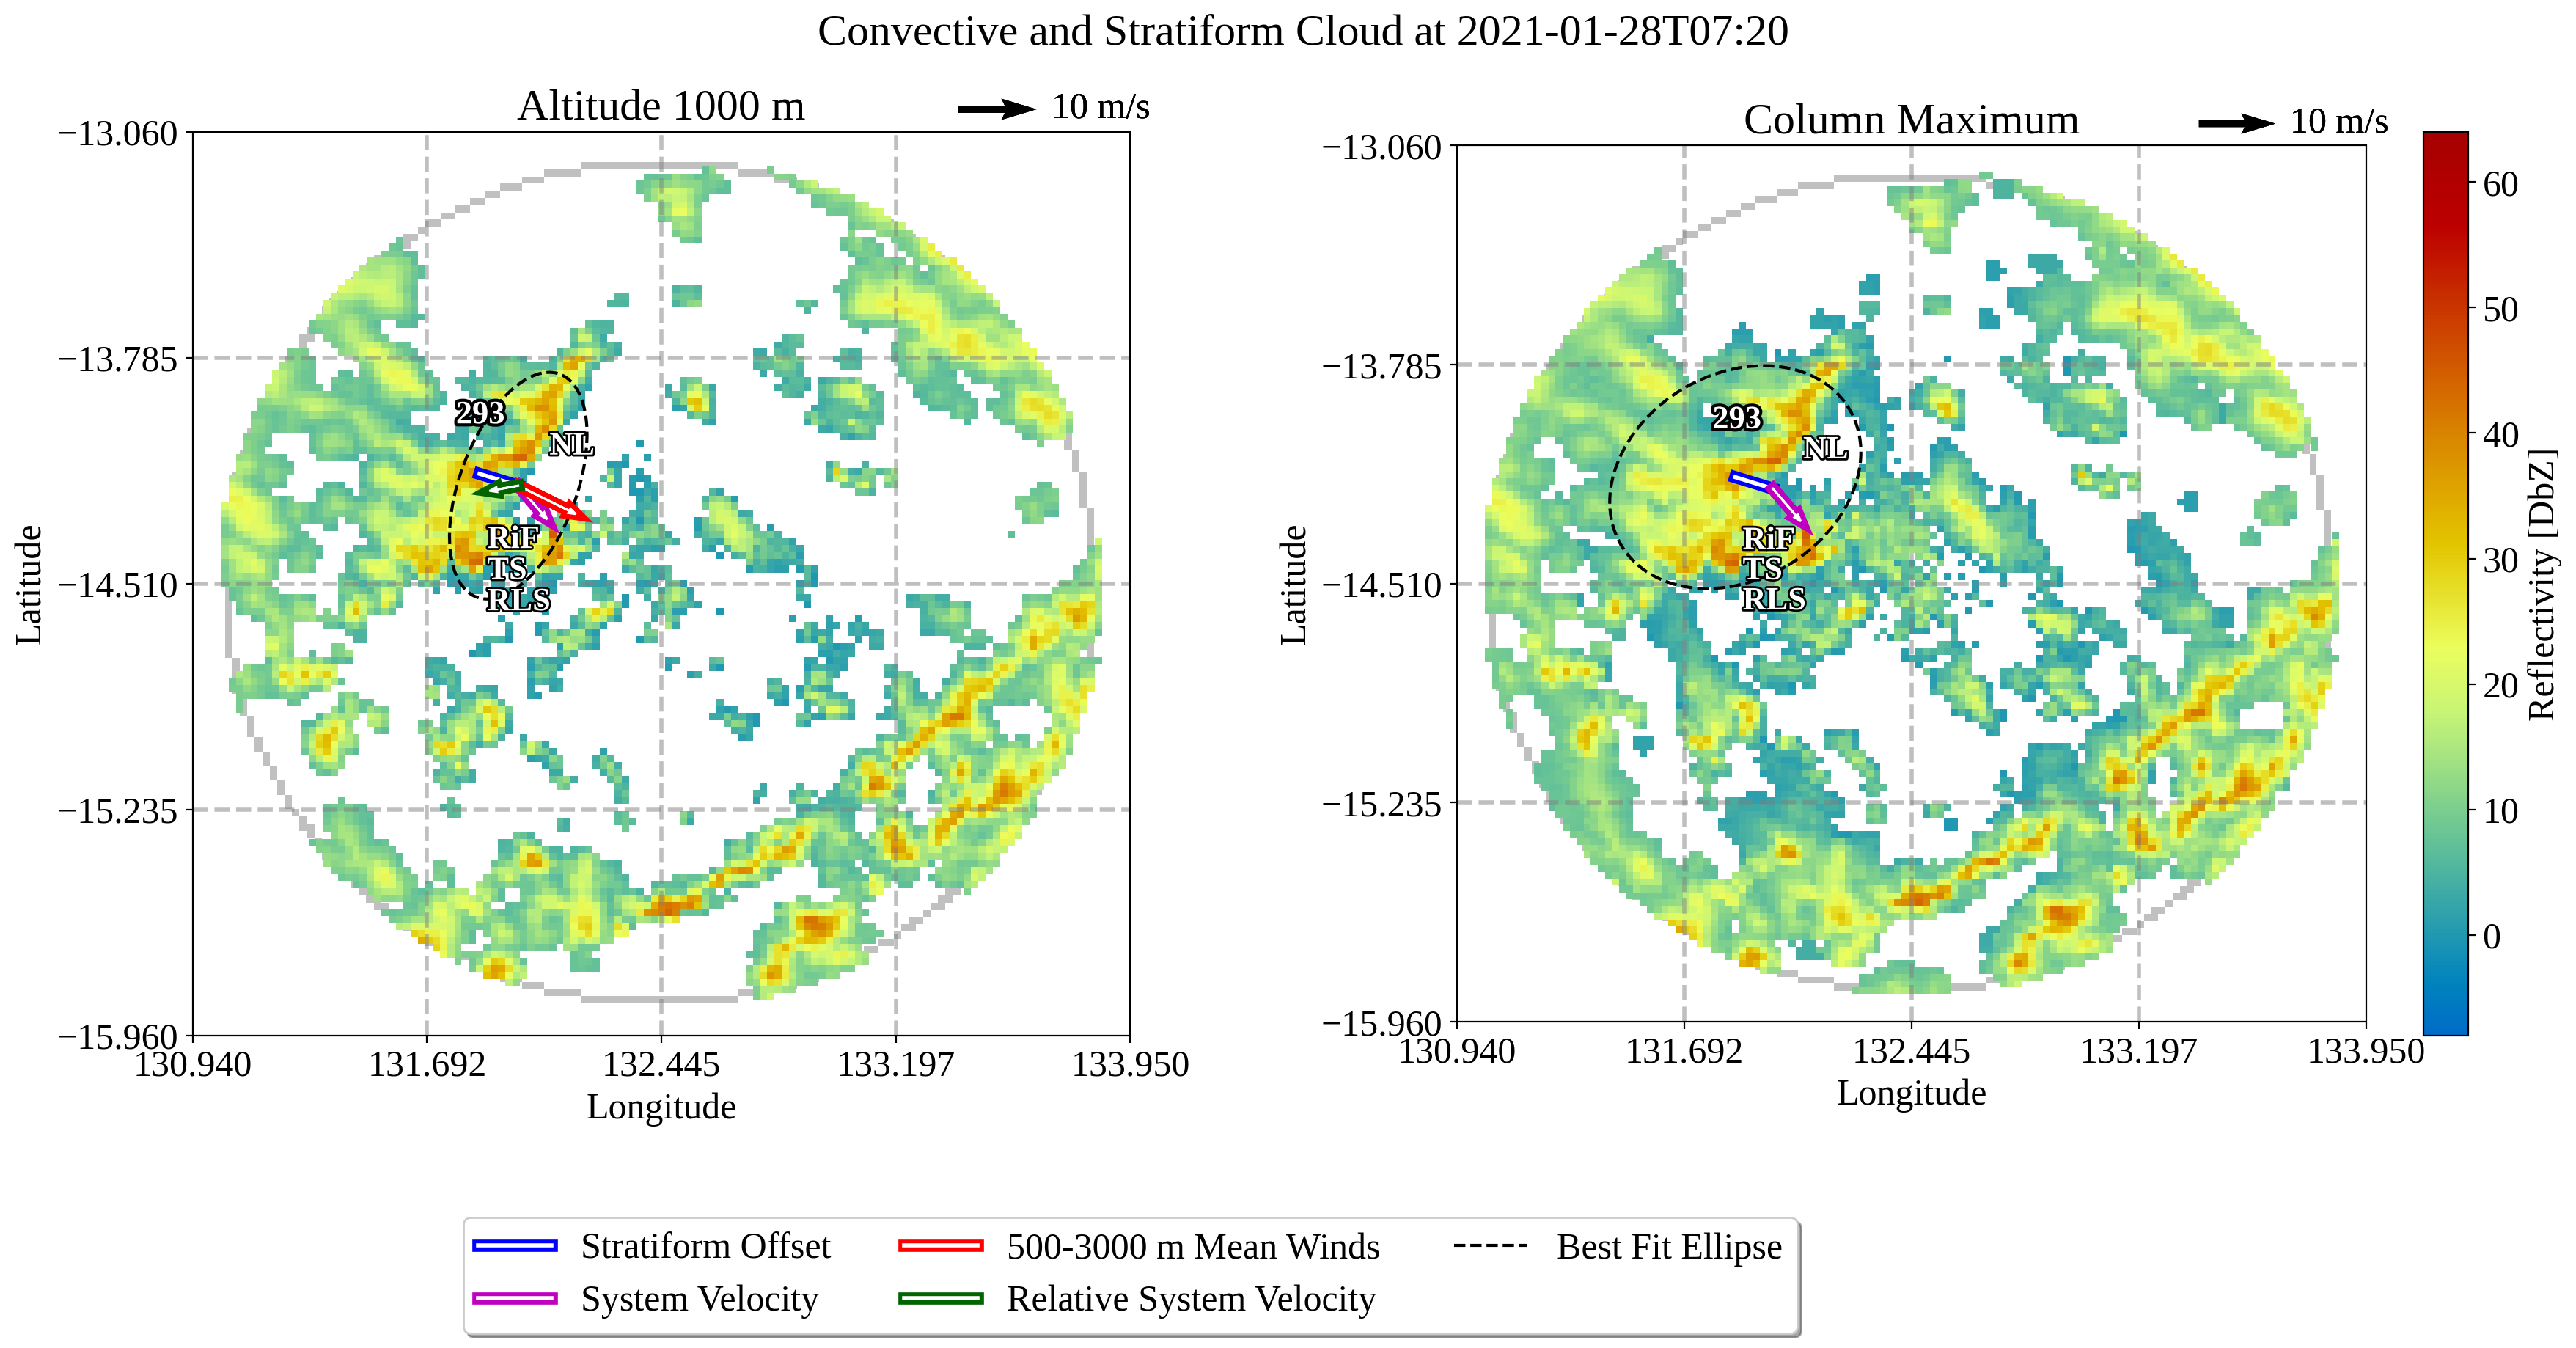 Convective and Stratiform Cloud at 2021-01-28T07:20
Altitude 1000 m
10 m/s
−13.060
−13.785
−14.510
−15.235
−15.960
130.940
131.692
132.445
133.197
133.950
Longitude
Latitude
293
NL
RiF
TS
RLS
Column Maximum
10 m/s
−13.060
−13.785
−14.510
−15.235
−15.960
130.940
131.692
132.445
133.197
133.950
Longitude
Latitude
293
NL
RiF
TS
RLS
60
50
40
30
20
10
0
Reflectivity [DbZ]
Stratiform Offset
System Velocity
500-3000 m Mean Winds
Relative System Velocity
Best Fit Ellipse